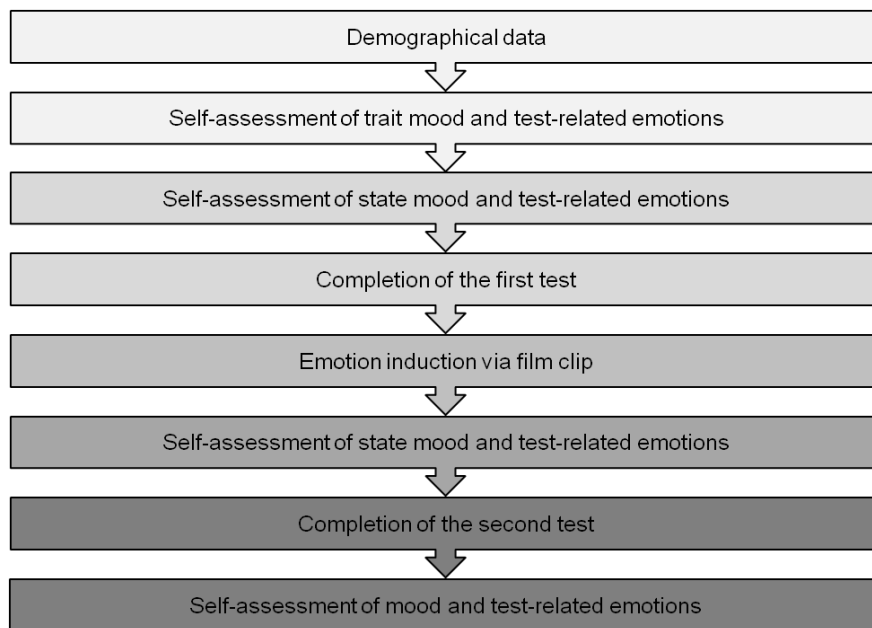 Demographical data
Self-assessment of trait mood and test-related emotions
Self-assessment of state mood and test-related emotions
Completion of the first test
Emotion induction via film clip
Self-assessment of state mood and test-related emotions
Completion of the second test
Self-assessment of mood and test-related emotions